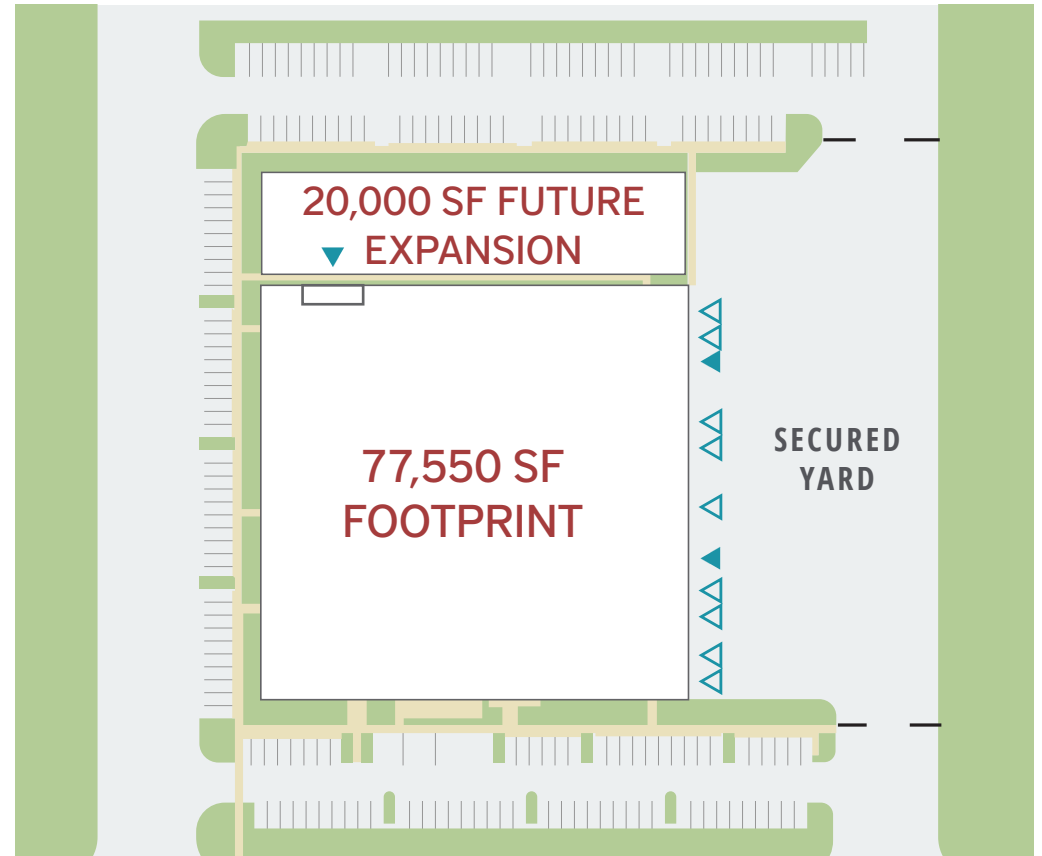 20,000 SF FUTURE
EXPANSION
77,550 SF
FOOTPRINT
SECURED
YARD